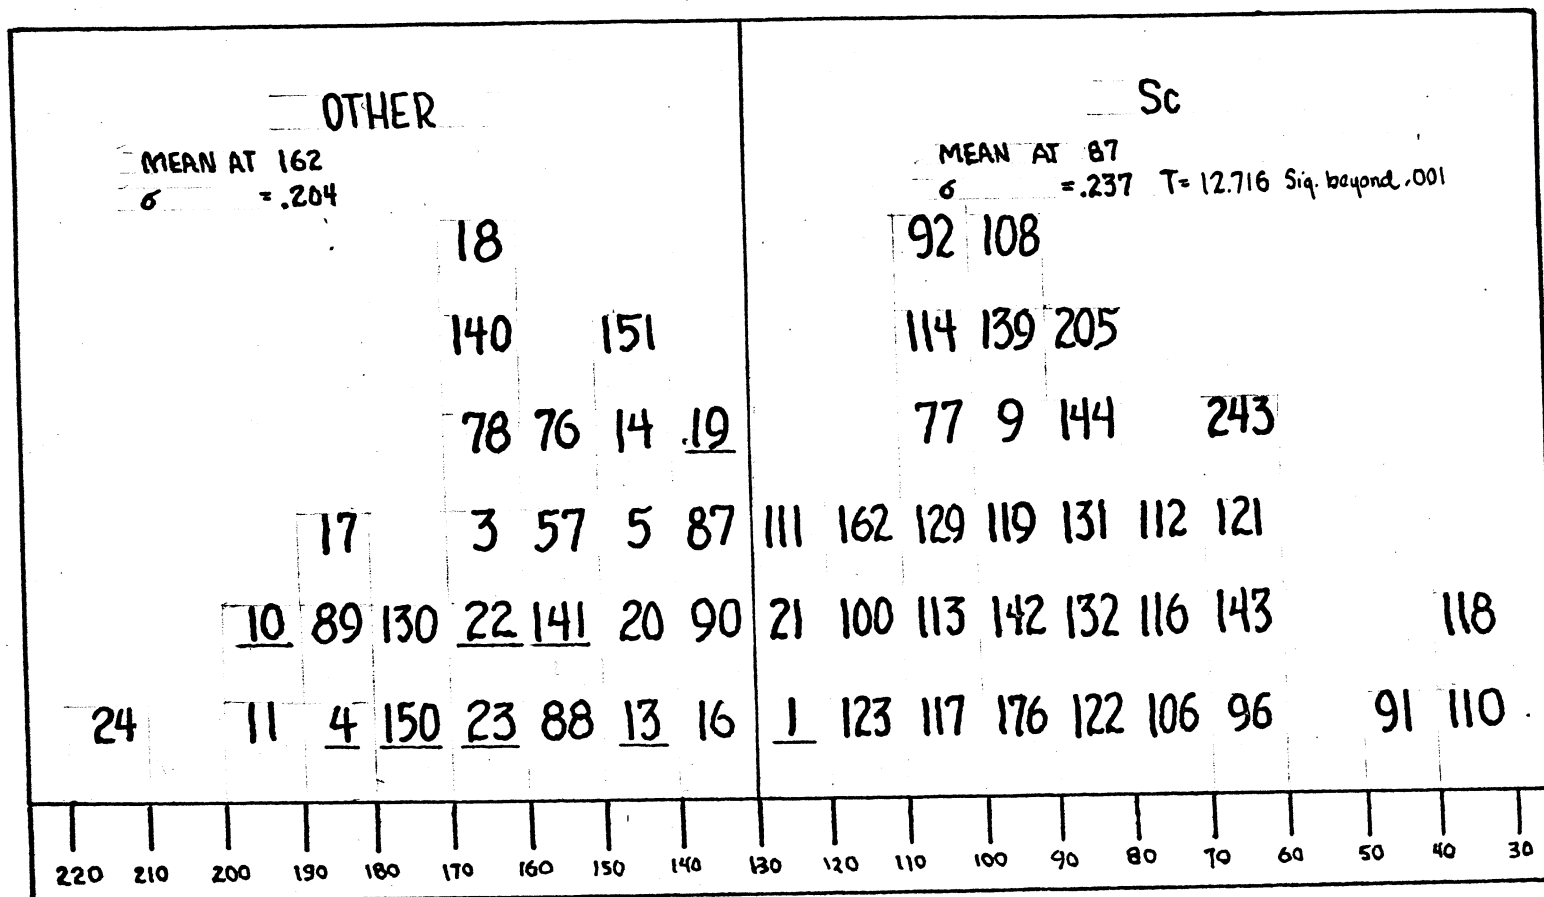 OTHER
Sc
MEAN AT 162
σ = .204
MEAN AT 87
σ = .237 T= 12.716 Sig. beyond .001
18 92 108
140 151 114 139 205
78 76 14 19 77 9 144 243
17 3 57 5 87 111 162 129 119 131 112 121
10 89 130 22 141 20 90 21 100 113 142 132 116 143 118
24 11 4 150 23 88 13 16 1 123 117 176 122 106 96 91 110
220 210 200 190 180 170 160 150 140 130 120 110 100 90 80 70 60 50 40 30